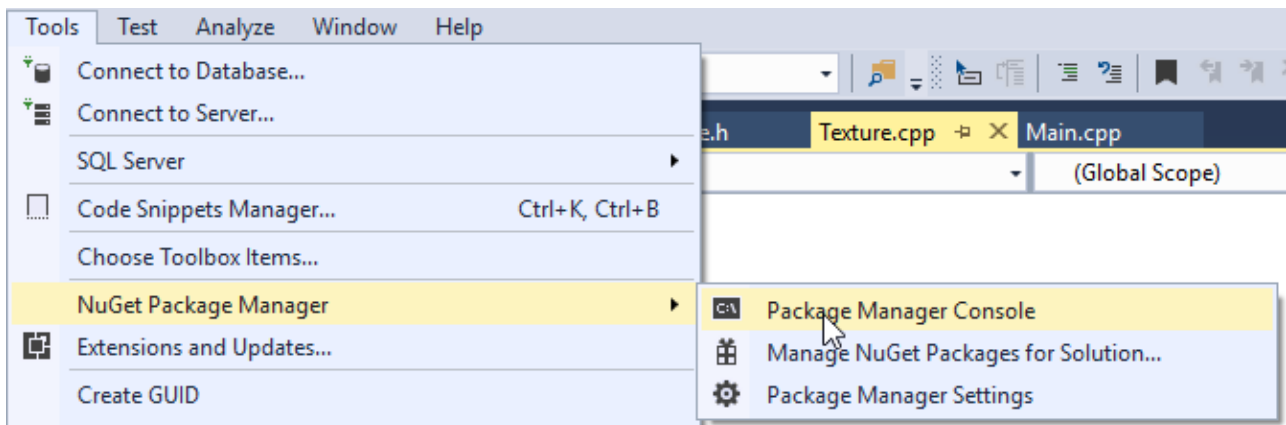 Tools Test Analyze Window Help
Connect to Database...
Connect to Server...
e.h Texture.cpp Main.cpp
SQL Server
(Global Scope)
Code Snippets Manager... Ctrl+K, Ctrl+B
Choose Toolbox Items...
NuGet Package Manager
C:\ Package Manager Console
Extensions and Updates...
Manage NuGet Packages for Solution...
Create GUID
Package Manager Settings